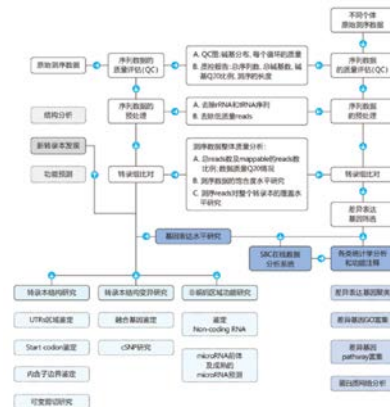 不同个体
原始测序数据
原始测序数据
序列数据的
质量评估(QC)
A. QC图: 碱基分布, 每个循环的质量
B. 质控报告: 总序列数, 总碱基数, 碱
基Q20比例, 测序的长度
序列数据
的质量评估(QC)
结构分析
序列数据的
预处理
A. 去除rRNA和tRNA序列
B. 去除低质量reads
序列数据
的预处理
新转录本发展
功能预测
转录组比对
测序数据整体质量分析:
A. 总reads数及mappable的reads数
比例, 数据质量Q20情况
B. 测序数据的饱合度水平研究
C. 测序reads对整个转录本的覆盖水
平研究
转录组比对
差异表达
基因筛选
基因表达水平研究
SBC在线数据
分析系统
各类统计学分析
和功能注释
转录本结构研究
转录本结构变异研究
非编码区域功能研究
差异表达基因聚类
UTRs区域鉴定
融合基因鉴定
鉴定
Non-coding RNA
差异基因GO富集
Start codon鉴定
cSNP研究
差异基因
pathway富集
内含子边界鉴定
microRNA前体
及成熟的
microRNA预测
蛋白质网络分析
可变剪切研究